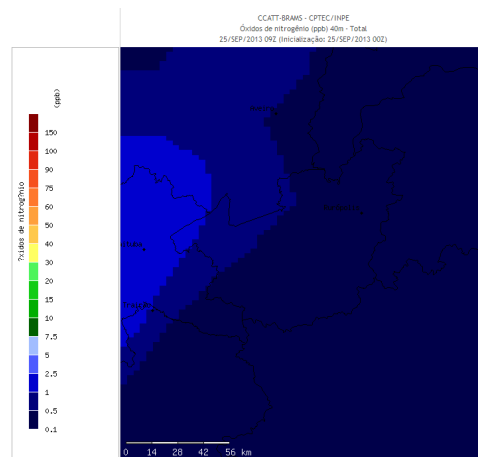 CCATT-BRAMS - CPTEC/INPE
Óxidos de nitrogênio (ppb) 40m - Total
25/SEP/2013 09Z (Inicialização: 25/SEP/2013 00Z)
(ppb)
?xidos de nitrog?nio
150
100
90
75
60
50
40
30
20
15
10
7.5
5
2.5
1
0.5
0.1
0 14 28 42 56 km